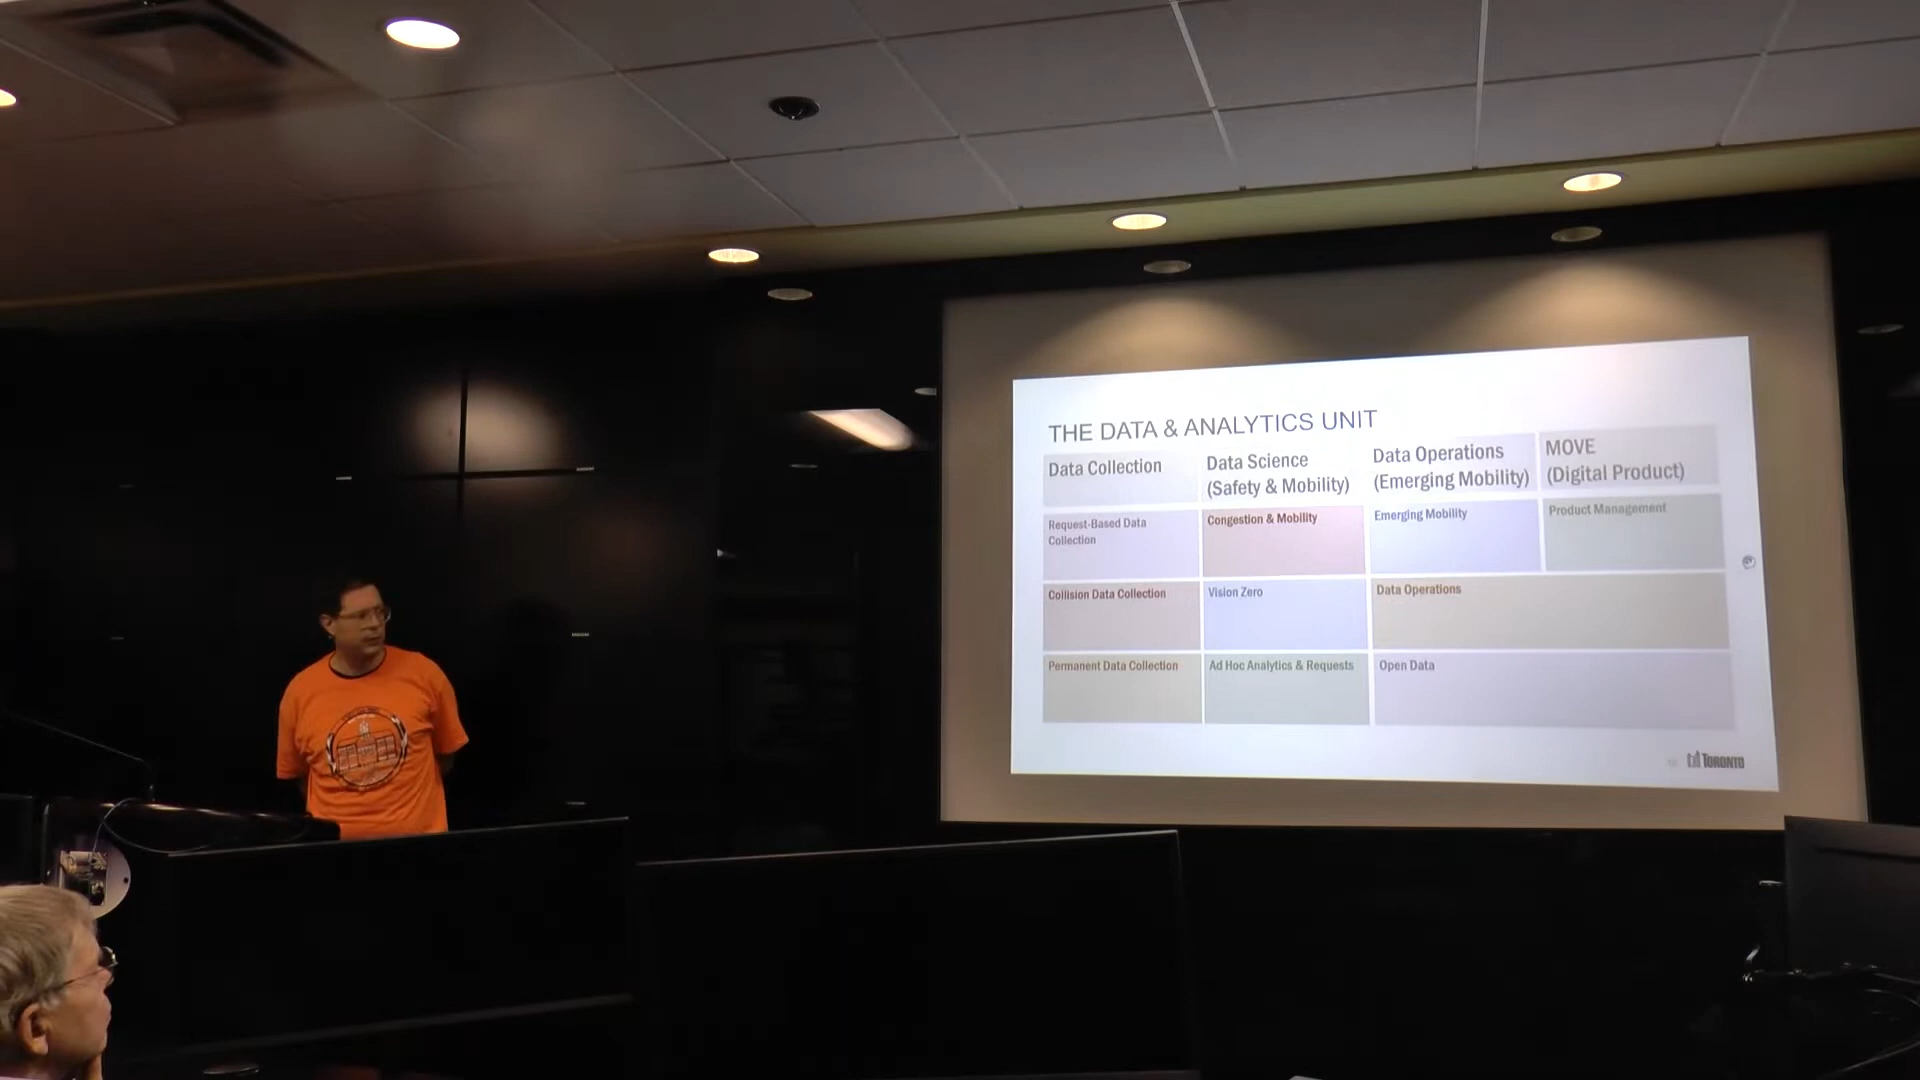 THE DATA & ANALYTICS UNIT
Data Collection
Data Science
(Safety & Mobility)
Data Operations
(Emerging Mobility)
MOVE
(Digital Product)
Request-Based Data
Collection
Congestion & Mobility
Emerging Mobility
Product Management
Collision Data Collection
Vision Zero
Data Operations
Permanent Data Collection
Ad Hoc Analytics & Requests
Open Data
TORONTO